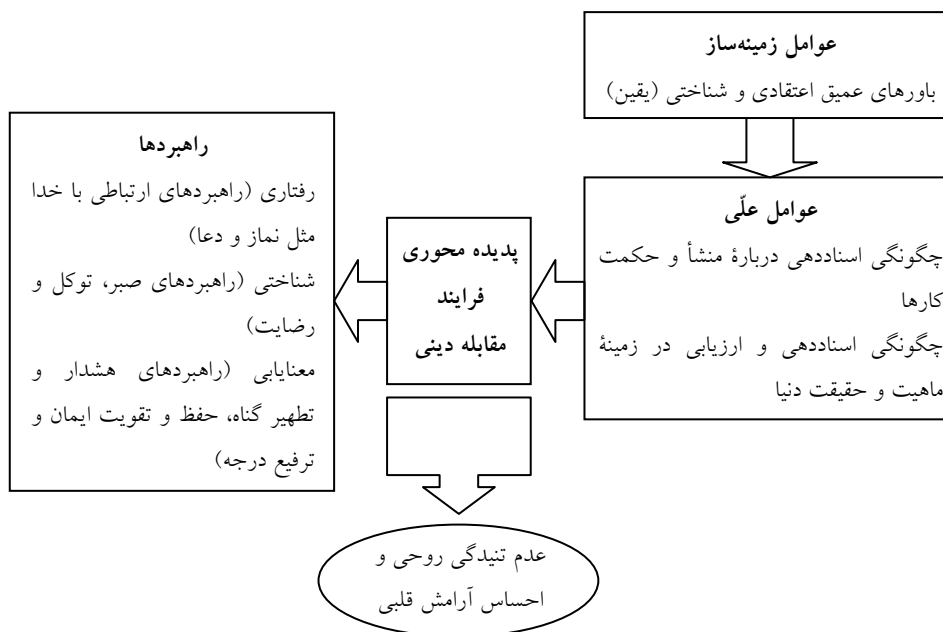 عوامل زمینه‌ساز
باورهای عمیق اعتقادی و شناختی (یقین)
عوامل علّی
چگونگی اسناددهی دربارۀ منشأ و حکمت
کارها
چگونگی اسناددهی و ارزیابی در زمینۀ
ماهیت و حقیقت دنیا
پدیده محوری
فرایند
مقابله دینی
راهبردها
رفتاری (راهبردهای ارتباطی با خدا
مثل نماز و دعا)
شناختی (راهبردهای صبر، توکل و
رضایت)
معنایابی (راهبردهای هشدار و
تطهیر گناه، حفظ و تقویت ایمان و
ترفیع درجه)
عدم تنیدگی روحی و
احساس آرامش قلبی